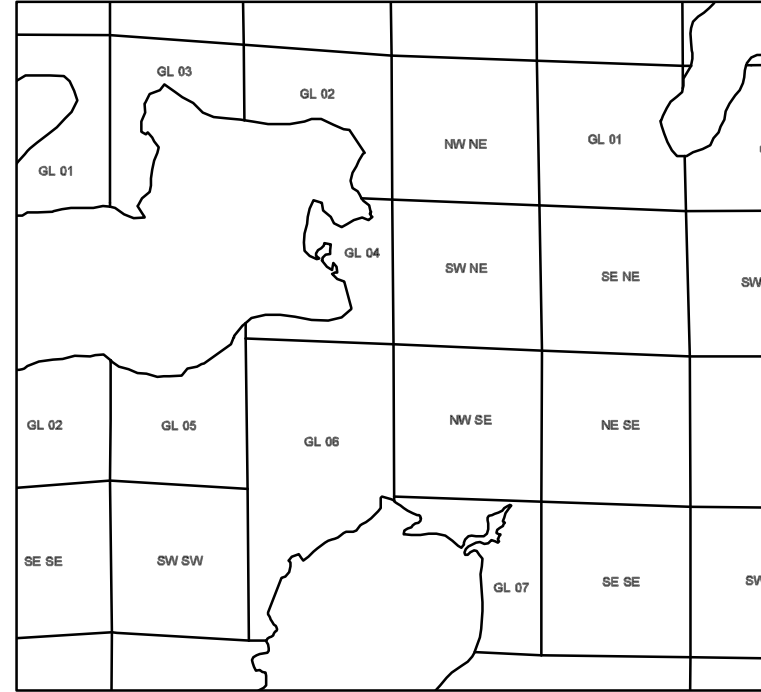 GL 03
GL 02
NW NE
GL 01
GL 01
GL 04
SW NE
SE NE
SW
GL 02
GL 05
GL 06
NW SE
NE SE
SE SE
SW SW
GL 07
SE SE